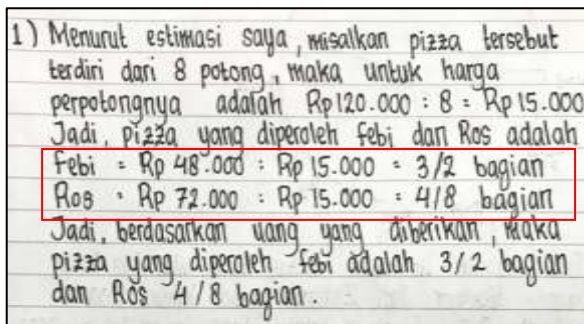 1) Menurut estimasi saya, misalkan pizza tersebut
terdiri dari 8 potong, maka untuk harga
perpotongnya adalah Rp 120.000 : 8 = Rp 15.000
Jadi, pizza yang diperoleh febi dan Ros adalah
Febi = Rp 48.000 : Rp 15.000 = 3/2 bagian
Ros = Rp 72.000 : Rp 15.000 = 4/8 bagian
Jadi, berdasarkan uang yang diberikan, maka
pizza yang diperoleh febi adalah 3/2 bagian
dan Ros 4/8 bagian.